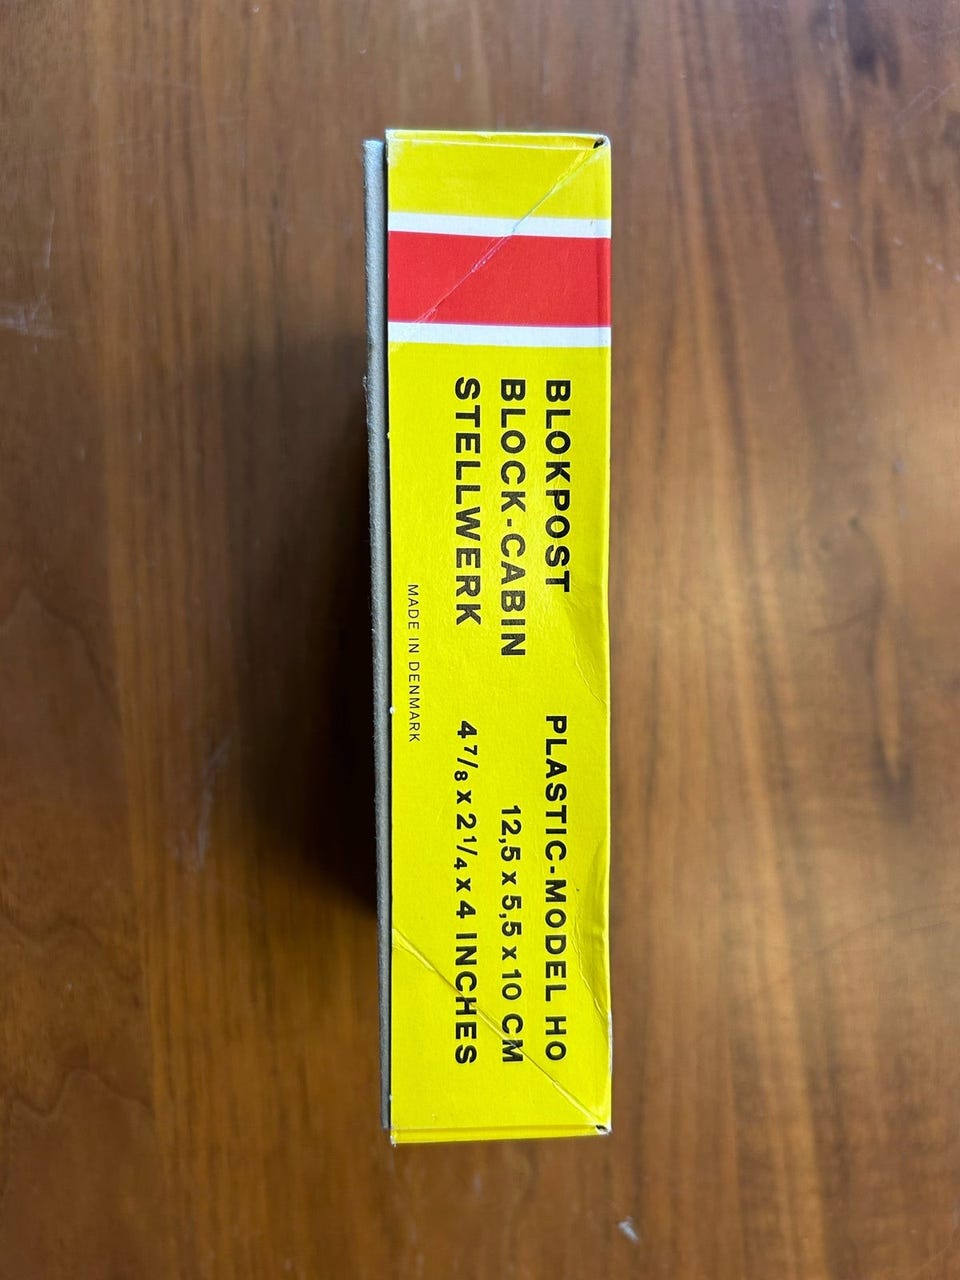 BLOKPOST
BLOCK-CABIN
STELLWERK
PLASTIC-MODEL HO
12,5 x 5,5 x 10 CM
4 7/8 x 2 1/4 x 4 INCHES
MADE IN DENMARK